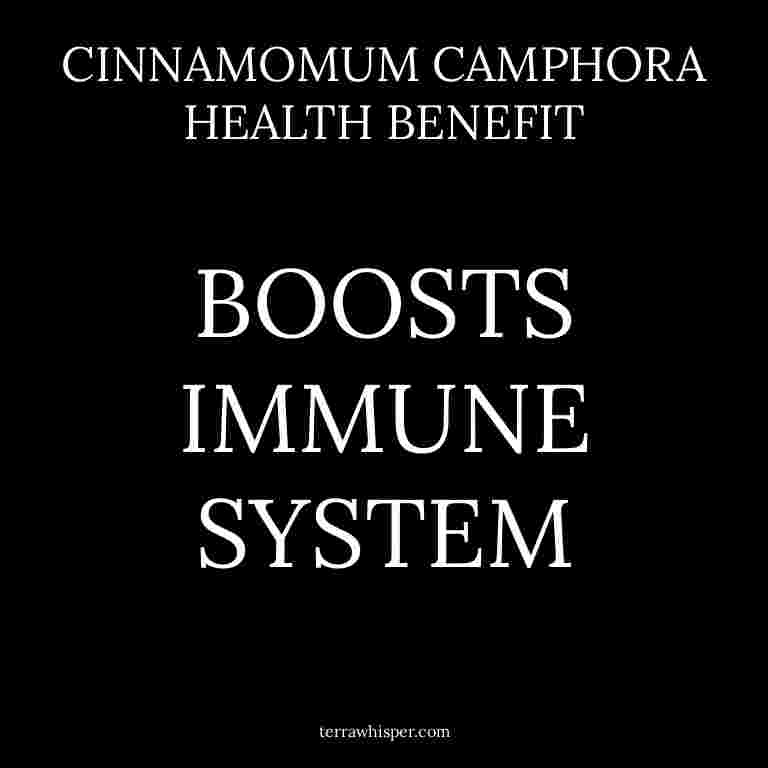 CINNAMOMUM CAMPHORA
HEALTH BENEFIT
BOOSTS
IMMUNE
SYSTEM
terrawhisper.com